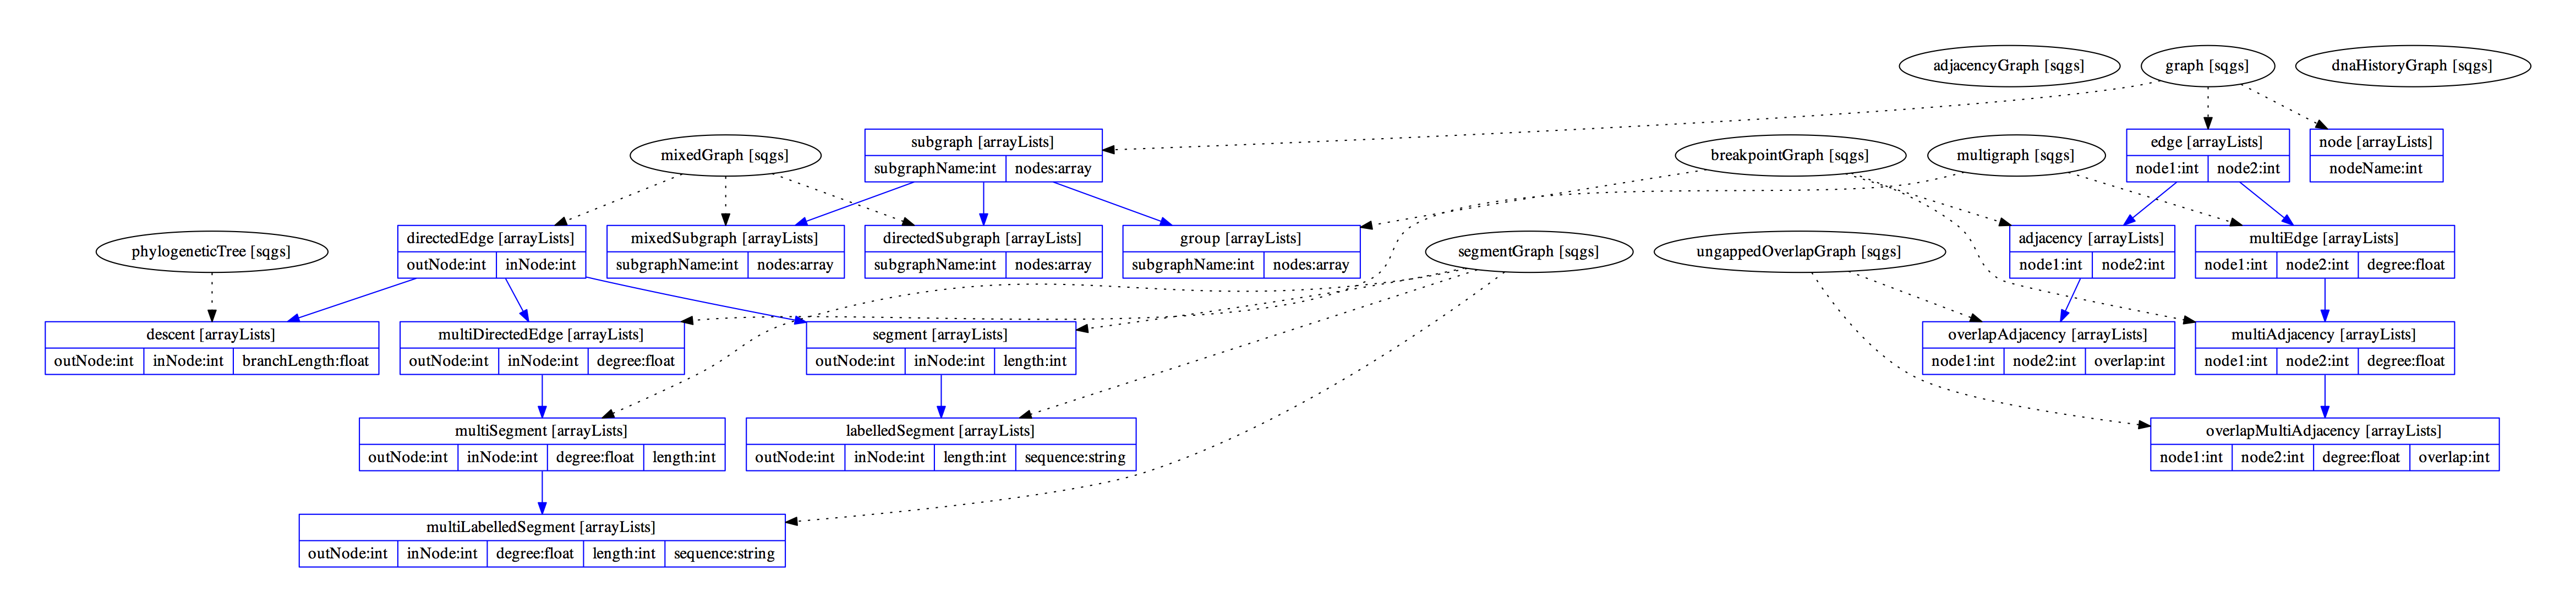 adjacencyGraph [sqgs]
graph [sqgs]
dnaHistoryGraph [sqgs]
mixedGraph [sqgs]
subgraph [arrayLists]
subgraphName:int nodes:array
breakpointGraph [sqgs]
multigraph [sqgs]
edge [arrayLists]
node1:int node2:int
node [arrayLists]
nodeName:int
phylogeneticTree [sqgs]
directedEdge [arrayLists]
outNode:int inNode:int
mixedSubgraph [arrayLists]
subgraphName:int nodes:array
directedSubgraph [arrayLists]
subgraphName:int nodes:array
group [arrayLists]
subgraphName:int nodes:array
segmentGraph [sqgs]
ungappedOverlapGraph [sqgs]
adjacency [arrayLists]
node1:int node2:int
multiEdge [arrayLists]
node1:int node2:int degree:float
descent [arrayLists]
outNode:int inNode:int branchLength:float
multiDirectedEdge [arrayLists]
outNode:int inNode:int degree:float
segment [arrayLists]
outNode:int inNode:int length:int
overlapAdjacency [arrayLists]
node1:int node2:int overlap:int
multiAdjacency [arrayLists]
node1:int node2:int degree:float
multiSegment [arrayLists]
outNode:int inNode:int degree:float length:int
labelledSegment [arrayLists]
outNode:int inNode:int length:int sequence:string
overlapMultiAdjacency [arrayLists]
node1:int node2:int degree:float overlap:int
multiLabelledSegment [arrayLists]
outNode:int inNode:int degree:float length:int sequence:string